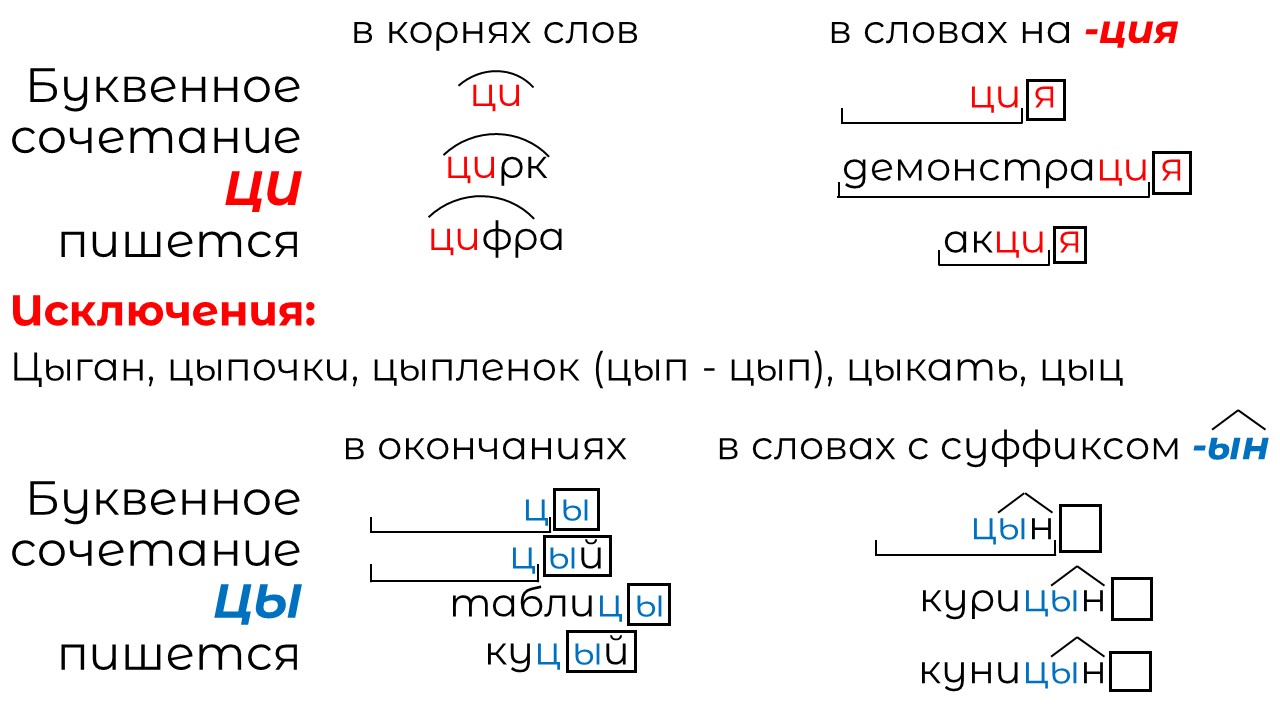 в корнях слов
в словах на -ция
Буквенное
сочетание
ЦИ
пишется
ци
цирк
цифра
ция
демонстрация
акция
Исключения:
Цыган, цыпочки, цыпленок (цып - цып), цыкать, цыц
в окончаниях
в словах с суффиксом -ын
Буквенное
сочетание
ЦЫ
пишется
цы
цый
таблицы
куцый
цын
курицын
куницын